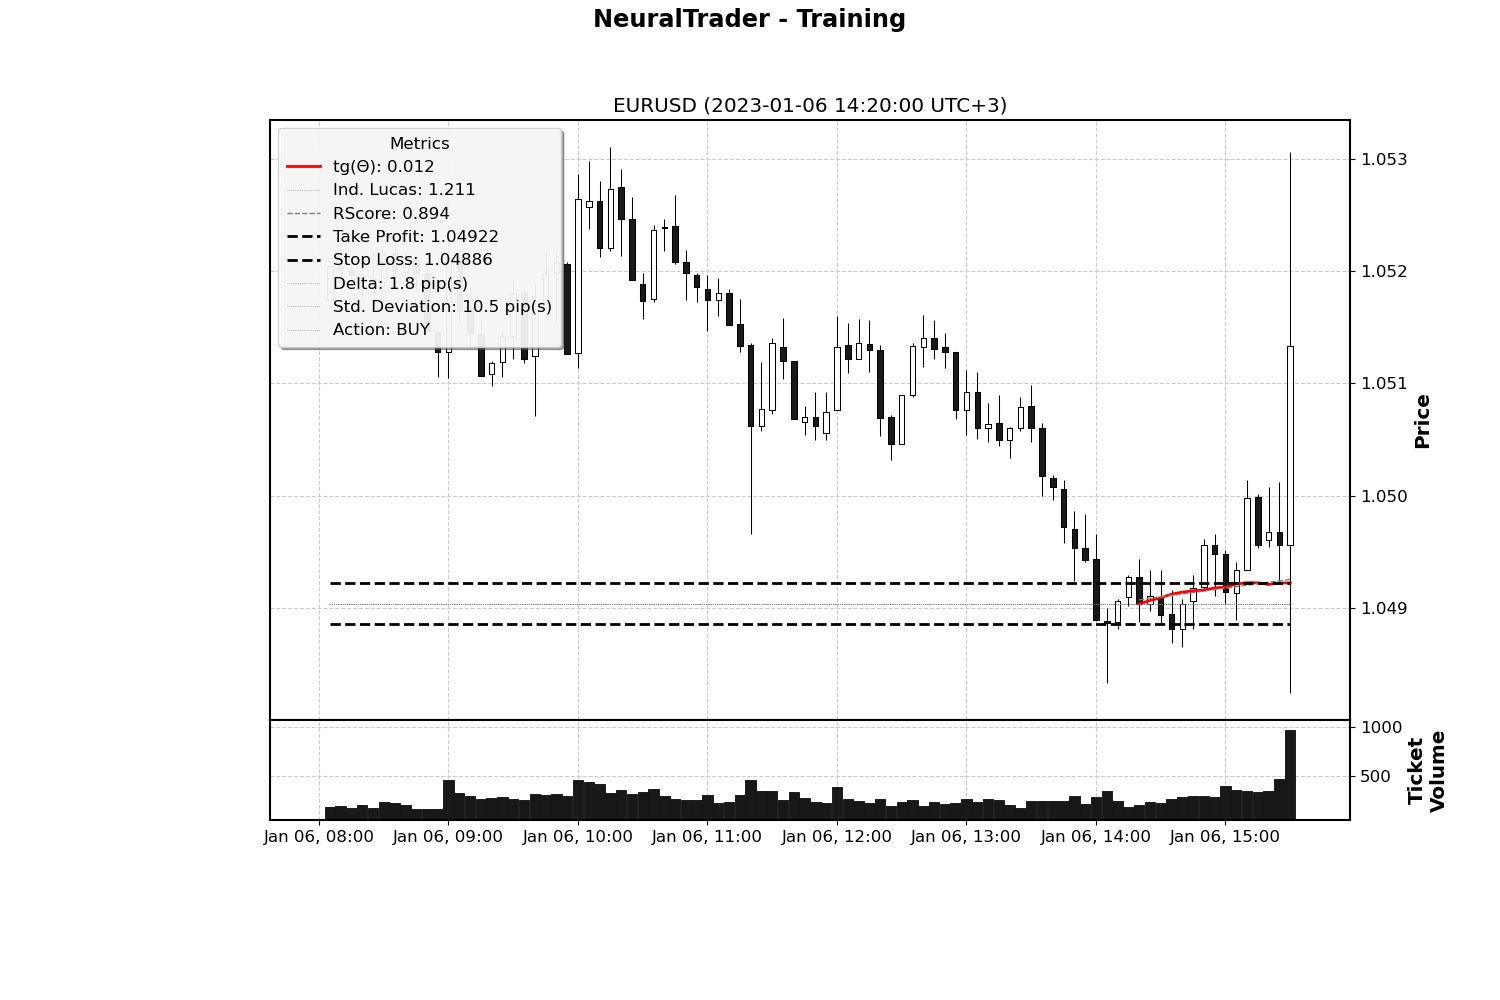 NeuralTrader - Training
EURUSD (2023-01-06 14:20:00 UTC+3)
Metrics
tg(Θ): 0.012
Ind. Lucas: 1.211
RScore: 0.894
Take Profit: 1.04922
Stop Loss: 1.04886
Delta: 1.8 pip(s)
Std. Deviation: 10.5 pip(s)
Action: BUY
1.053
1.052
1.051
1.050
1.049
Price
1000
500
Ticket
Volume
Jan 06, 08:00
Jan 06, 09:00
Jan 06, 10:00
Jan 06, 11:00
Jan 06, 12:00
Jan 06, 13:00
Jan 06, 14:00
Jan 06, 15:00